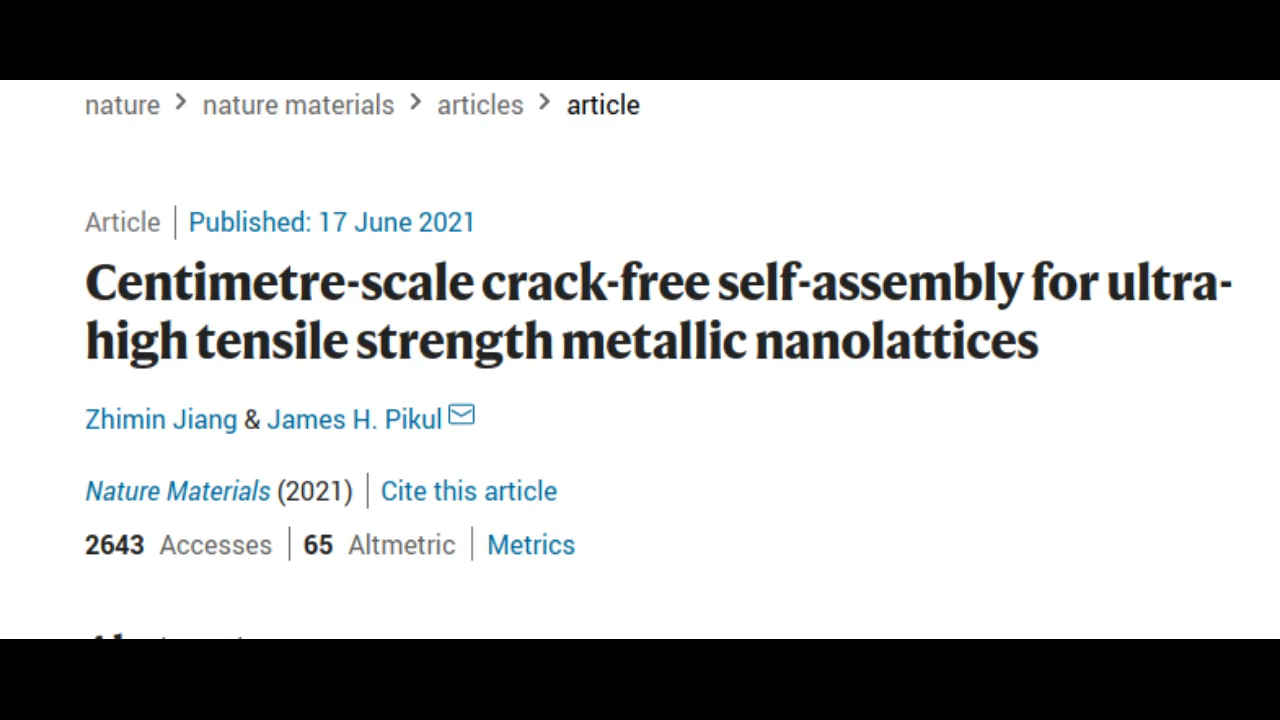 nature > nature materials > articles > article
Article | Published: 17 June 2021
Centimetre-scale crack-free self-assembly for ultra-
high tensile strength metallic nanolattices
Zhimin Jiang & James H. Pikul
Nature Materials (2021) | Cite this article
2643 Accesses | 65 Altmetric | Metrics